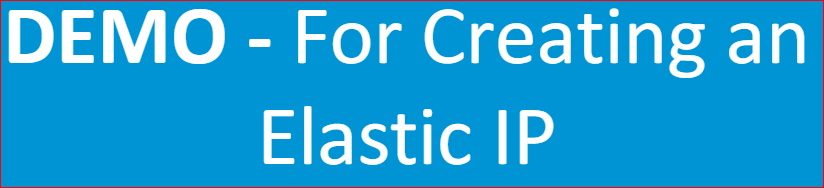 DEMO - For Creating an
Elastic IP